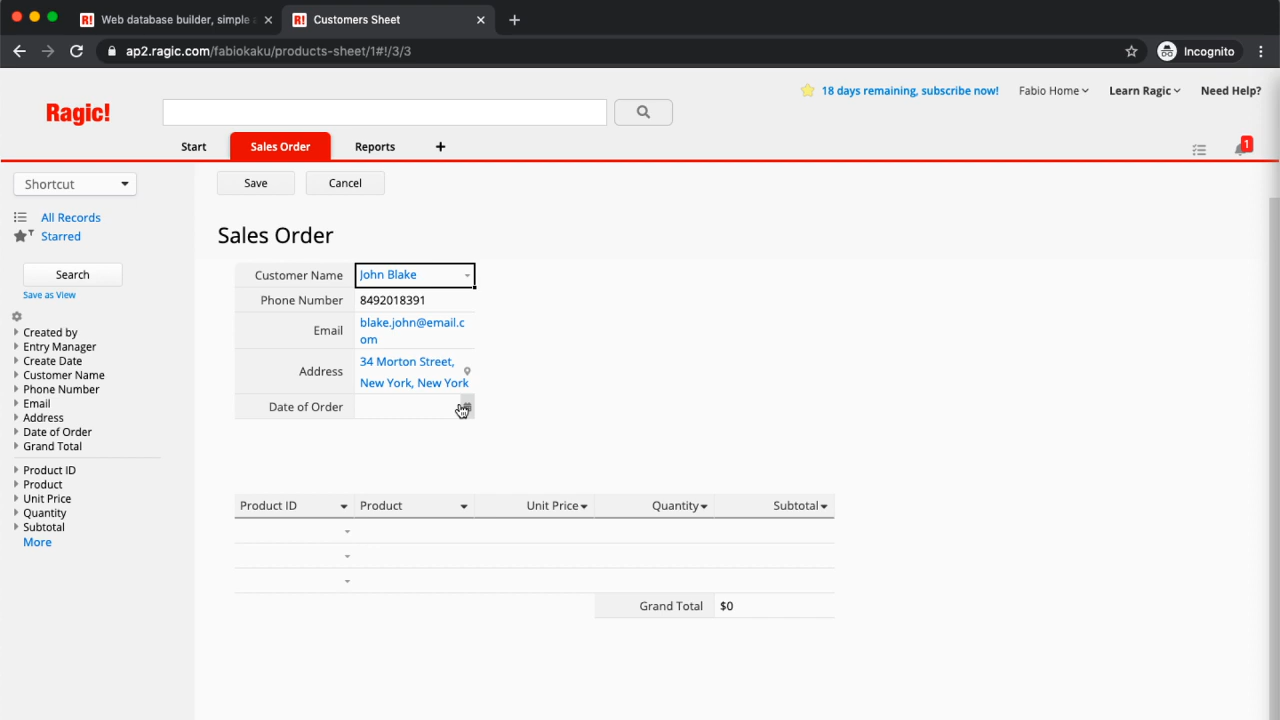 Web database builder, simple
Customers Sheet
ap2.ragic.com/fabiokaku/products-sheet/1#!/3/3
Incognito
18 days remaining, subscribe now!
Fabio Home
Learn Ragic
Need Help?
Ragic!
Start
Sales Order
Reports
1
Shortcut
Save
Cancel
All Records
Starred
Search
Save as View
Created by
Entry Manager
Create Date
Customer Name
Phone Number
Email
Address
Date of Order
Grand Total
Product ID
Product
Unit Price
Quantity
Subtotal
More
Sales Order
Customer Name John Blake
Phone Number 8492018391
Email blake.john@email.c
om
Address 34 Morton Street,
New York, New York
Date of Order
Product ID Product Unit Price Quantity Subtotal
Grand Total $0